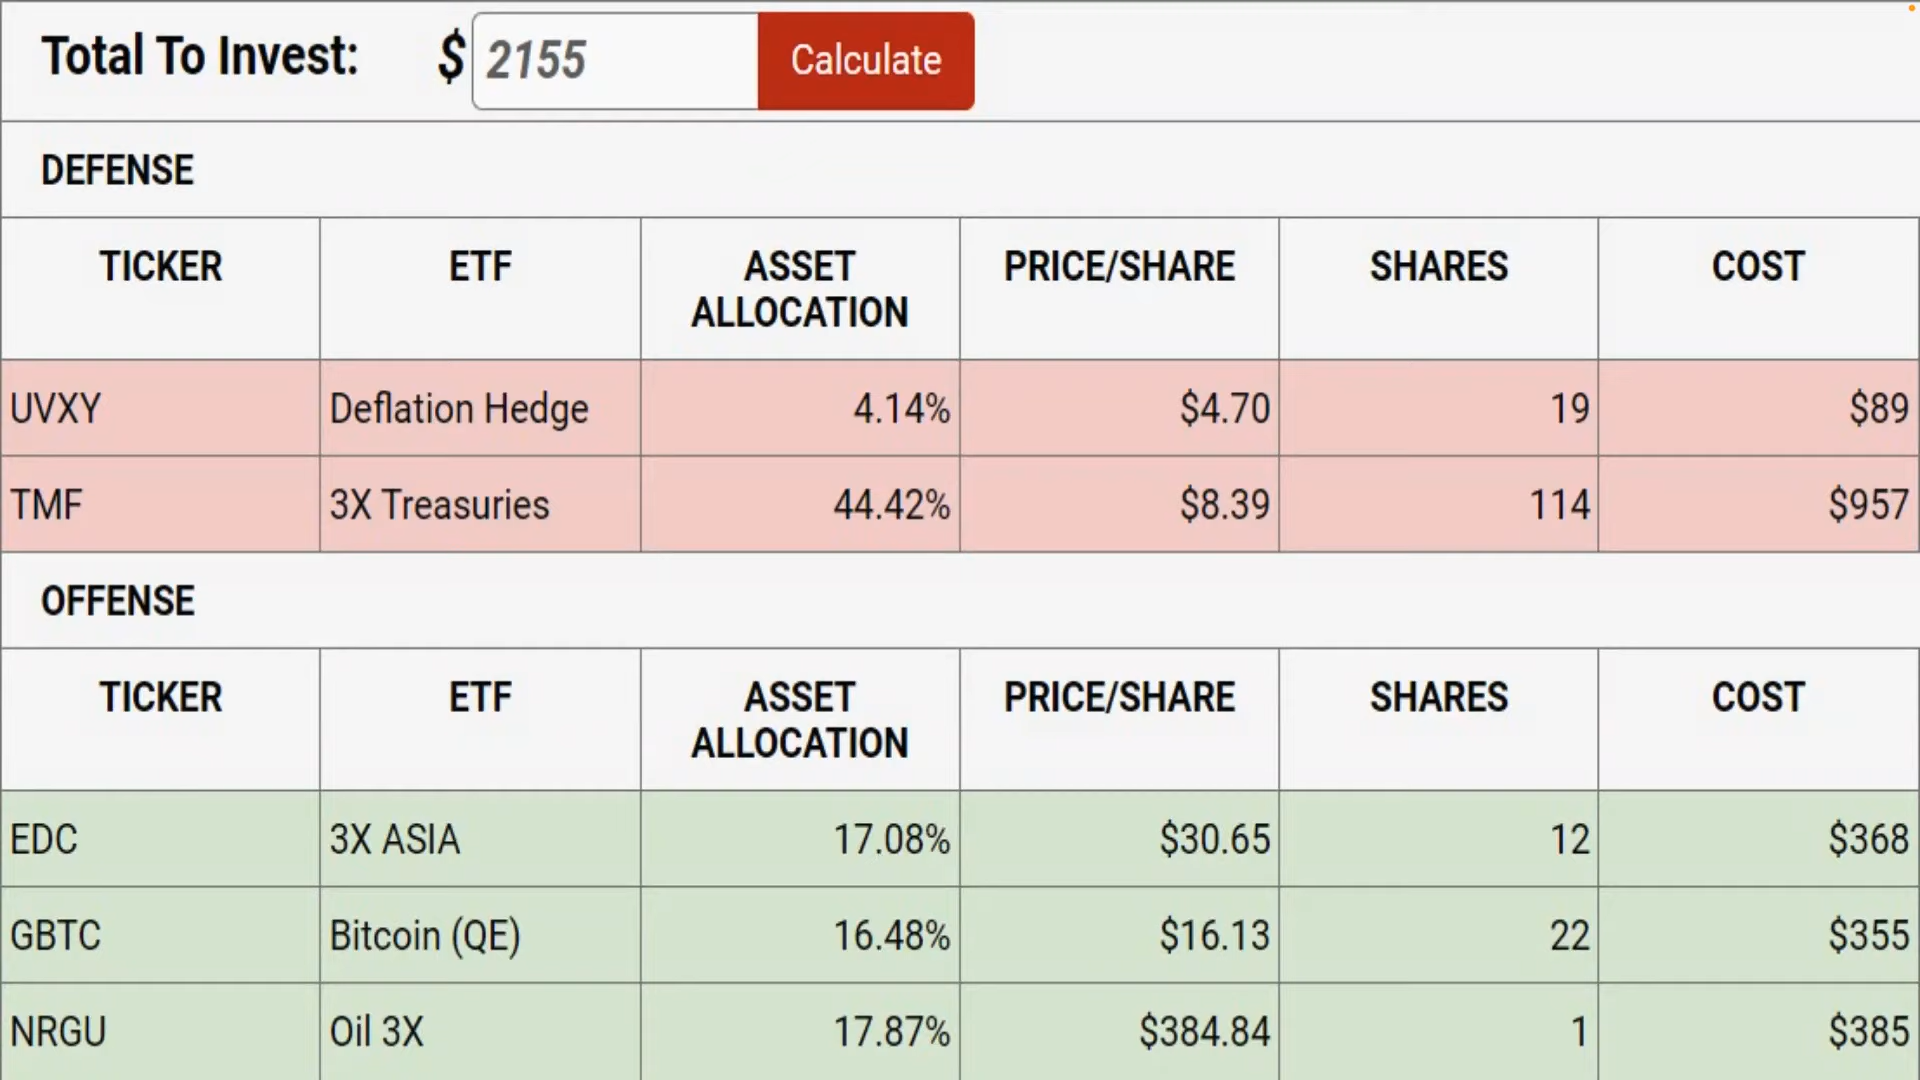 Total To Invest: $ 2155 Calculate
DEFENSE
TICKER ETF ASSET ALLOCATION PRICE/SHARE SHARES COST
UVXY Deflation Hedge 4.14% $4.70 19 $89
TMF 3X Treasuries 44.42% $8.39 114 $957
OFFENSE
TICKER ETF ASSET ALLOCATION PRICE/SHARE SHARES COST
EDC 3X ASIA 17.08% $30.65 12 $368
GBTC Bitcoin (QE) 16.48% $16.13 22 $355
NRGU Oil 3X 17.87% $384.84 1 $385